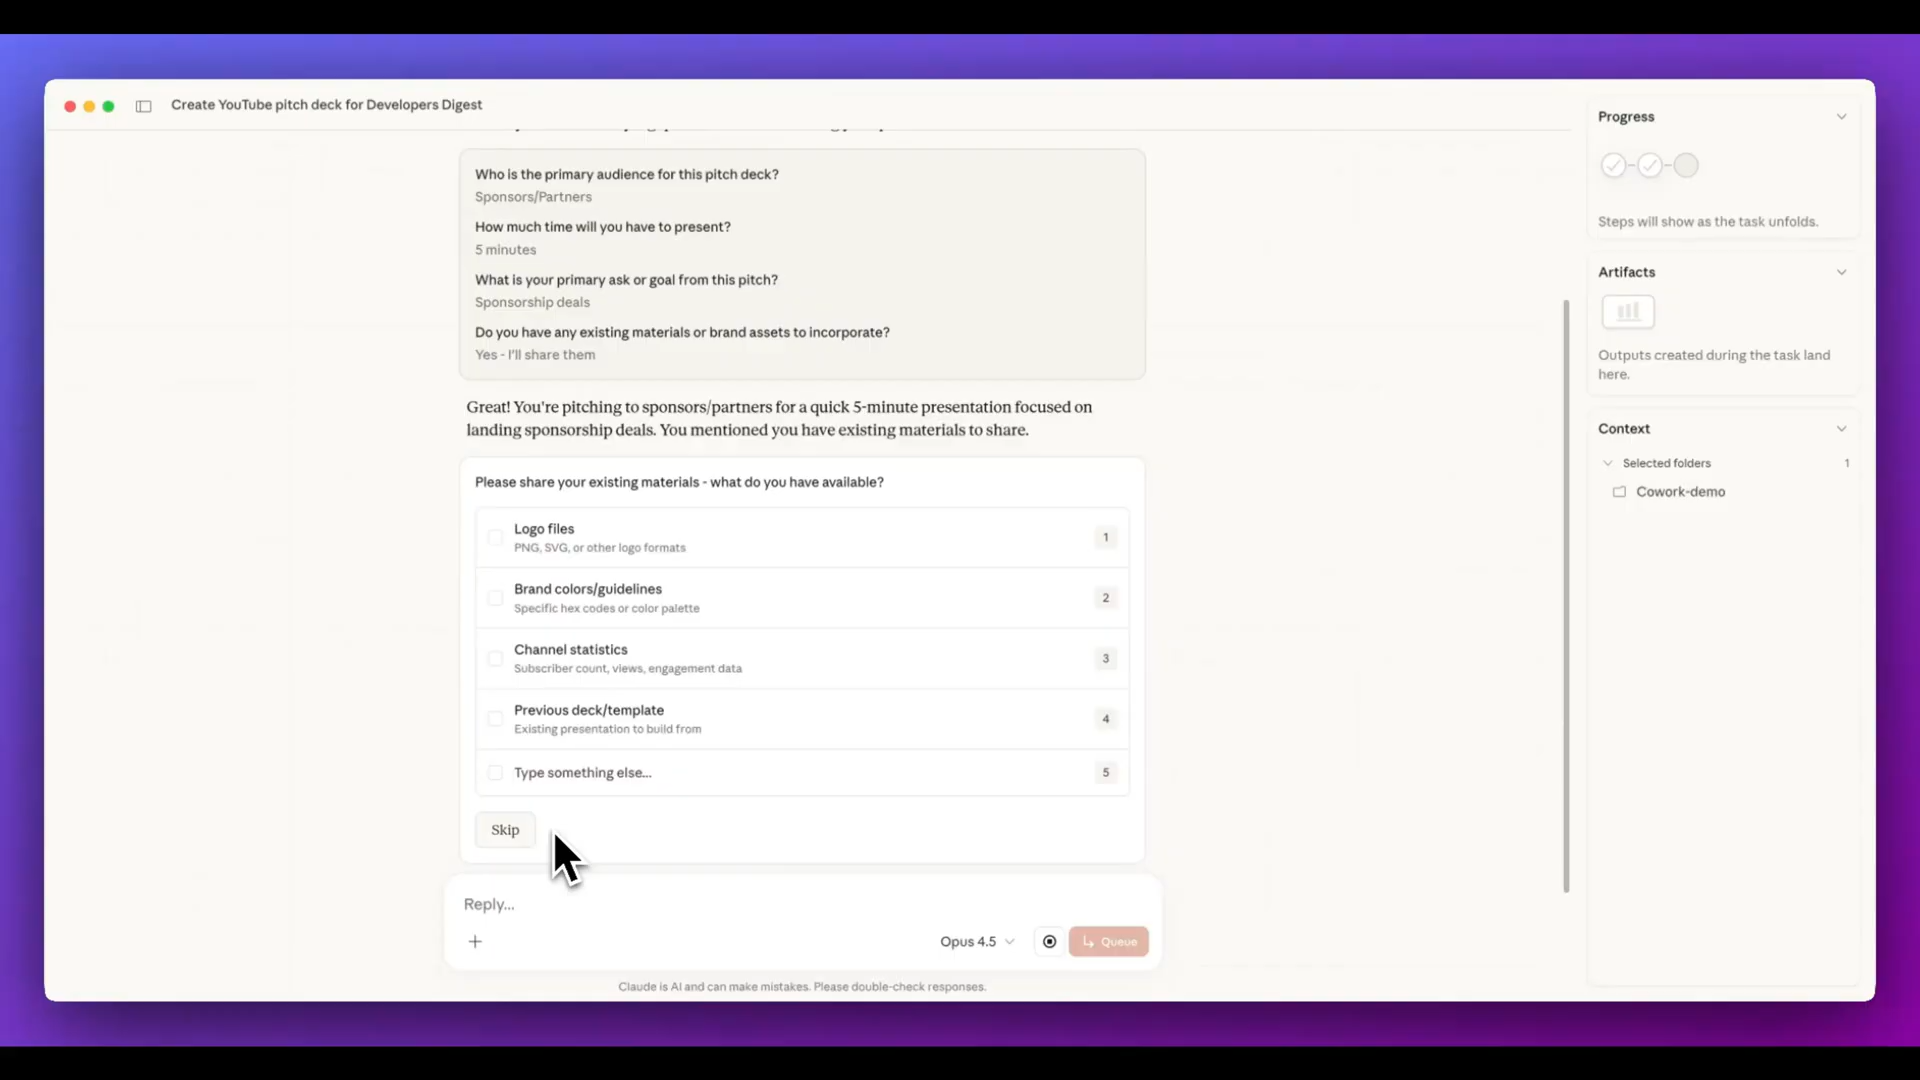 Create YouTube pitch deck for Developers Digest
Who is the primary audience for this pitch deck?
Sponsors/Partners
How much time will you have to present?
5 minutes
What is your primary ask or goal from this pitch?
Sponsorship deals
Do you have any existing materials or brand assets to incorporate?
Yes - I'll share them
Great! You're pitching to sponsors/partners for a quick 5-minute presentation focused on
landing sponsorship deals. You mentioned you have existing materials to share.
Please share your existing materials - what do you have available?
Logo files
PNG, SVG, or other logo formats
1
Brand colors/guidelines
Specific hex codes or color palette
2
Channel statistics
Subscriber count, views, engagement data
3
Previous deck/template
Existing presentation to build from
4
Type something else...
5
Skip
Reply...
Opus 4.5
Queue
Claude is AI and can make mistakes. Please double-check responses.
Progress
Steps will show as the task unfolds.
Artifacts
Outputs created during the task land
here.
Context
Selected folders
1
Cowork-demo